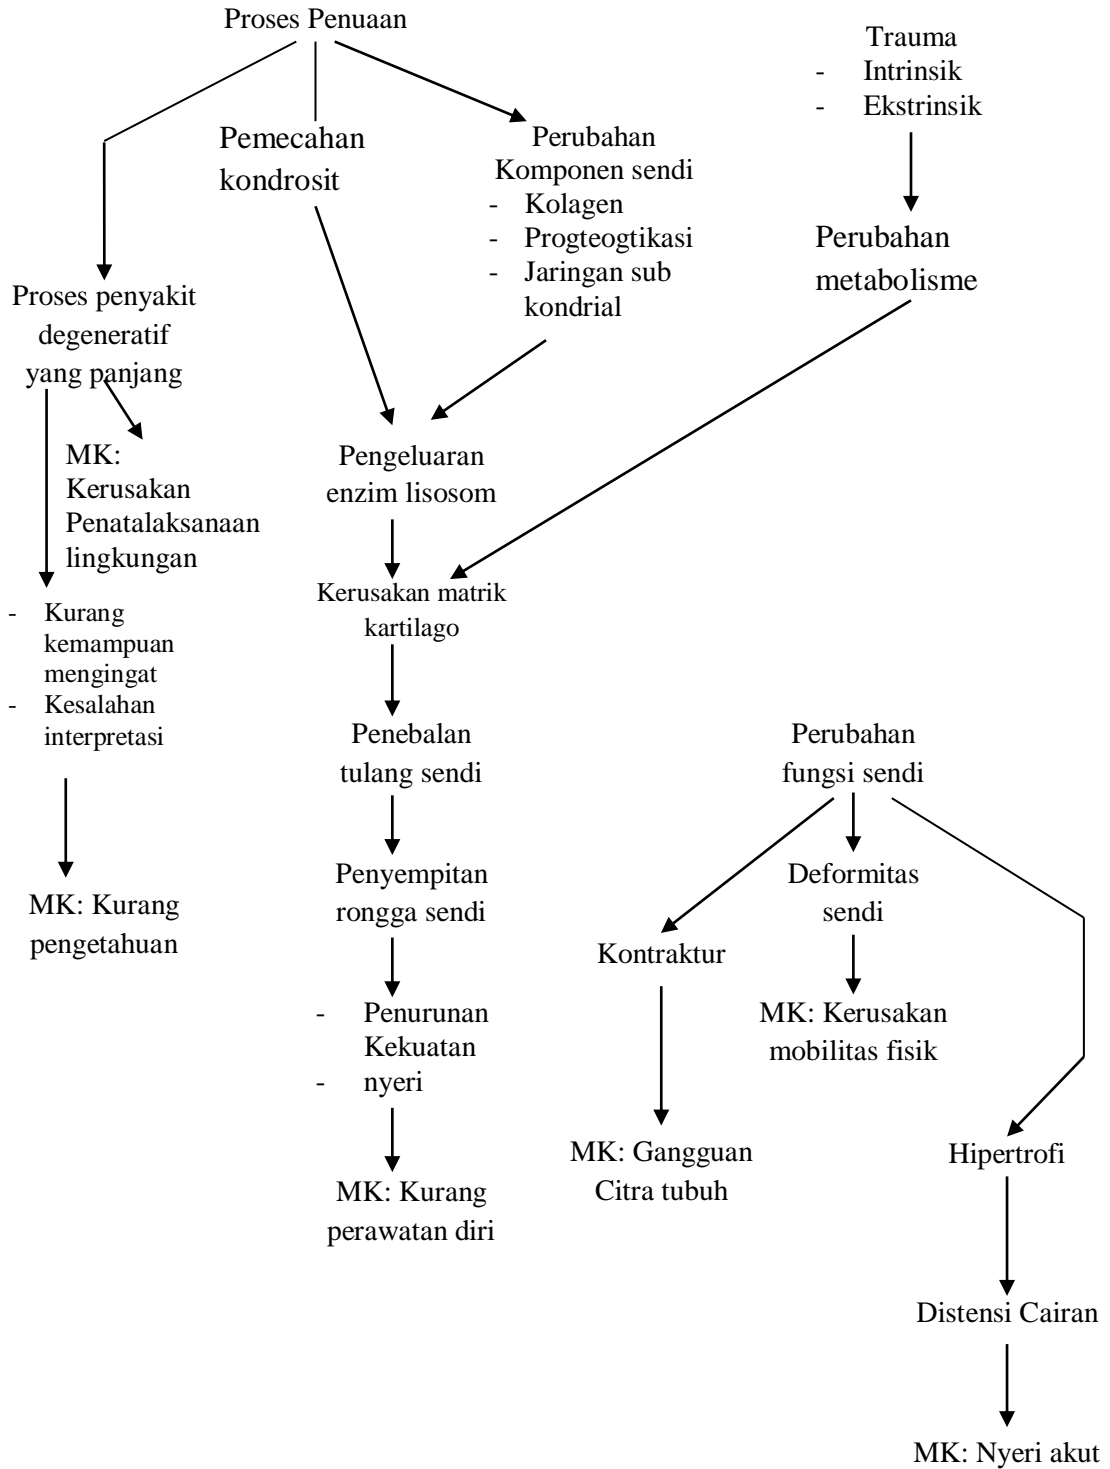 Proses Penuaan
Trauma
- Intrinsik
- Ekstrinsik
Pemecahan
kondrosit
Perubahan
Komponen sendi
- Kolagen
- Progteogtikasi
- Jaringan sub
kondrial
Perubahan
metabolisme
Proses penyakit
degeneratif
yang panjang
MK:
Kerusakan
Penatalaksanaan
lingkungan
Pengeluaran
enzim lisosom
Kerusakan matrik
kartilago
- Kurang
kemampuan
mengingat
- Kesalahan
interpretasi
Penebalan
tulang sendi
Perubahan
fungsi sendi
MK: Kurang
pengetahuan
Penyempitan
rongga sendi
Deformitas
sendi
Kontraktur
- Penurunan
Kekuatan
- nyeri
MK: Kerusakan
mobilitas fisik
MK: Gangguan
Citra tubuh
Hipertrofi
MK: Kurang
perawatan diri
Distensi Cairan
MK: Nyeri akut